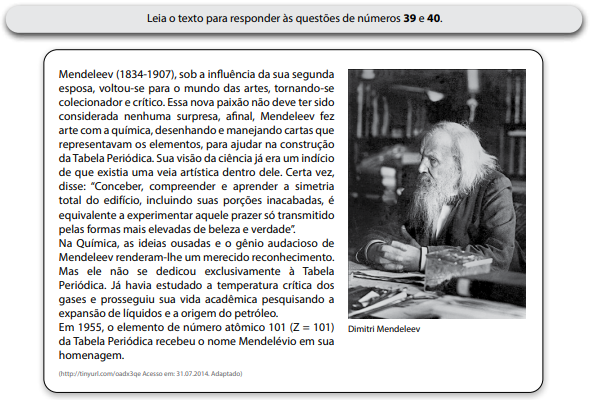 Leia o texto para responder às questões de números 39 e 40.
Mendeleev (1834-1907), sob a influência da sua segunda
esposa, voltou-se para o mundo das artes, tornando-se
colecionador e crítico. Essa nova paixão não deve ter sido
considerada nenhuma surpresa, afinal, Mendeleev fez
arte com a química, desenhando e manejando cartas que
representavam os elementos, para ajudar na construção
da Tabela Periódica. Sua visão da ciência já era um indício
de que existia uma veia artística dentro dele. Certa vez,
disse: “Conceber, compreender e aprender a simetria
total do edifício, incluindo suas porções inacabadas, é
equivalente a experimentar aquele prazer só transmitido
pelas formas mais elevadas de beleza e verdade”.
Na Química, as ideias ousadas e o gênio audacioso de
Mendeleev renderam-lhe um merecido reconhecimento.
Mas ele não se dedicou exclusivamente à Tabela
Periódica. Já havia estudado a temperatura crítica dos
gases e prosseguiu sua vida acadêmica pesquisando a
expansão de líquidos e a origem do petróleo.
Em 1955, o elemento de número atômico 101 (Z = 101)
da Tabela Periódica recebeu o nome Mendelévio em sua
homenagem.
(http://tinyurl.com/oadx3qe Acesso em: 31.07.2014. Adaptado)
Dimitri Mendeleev